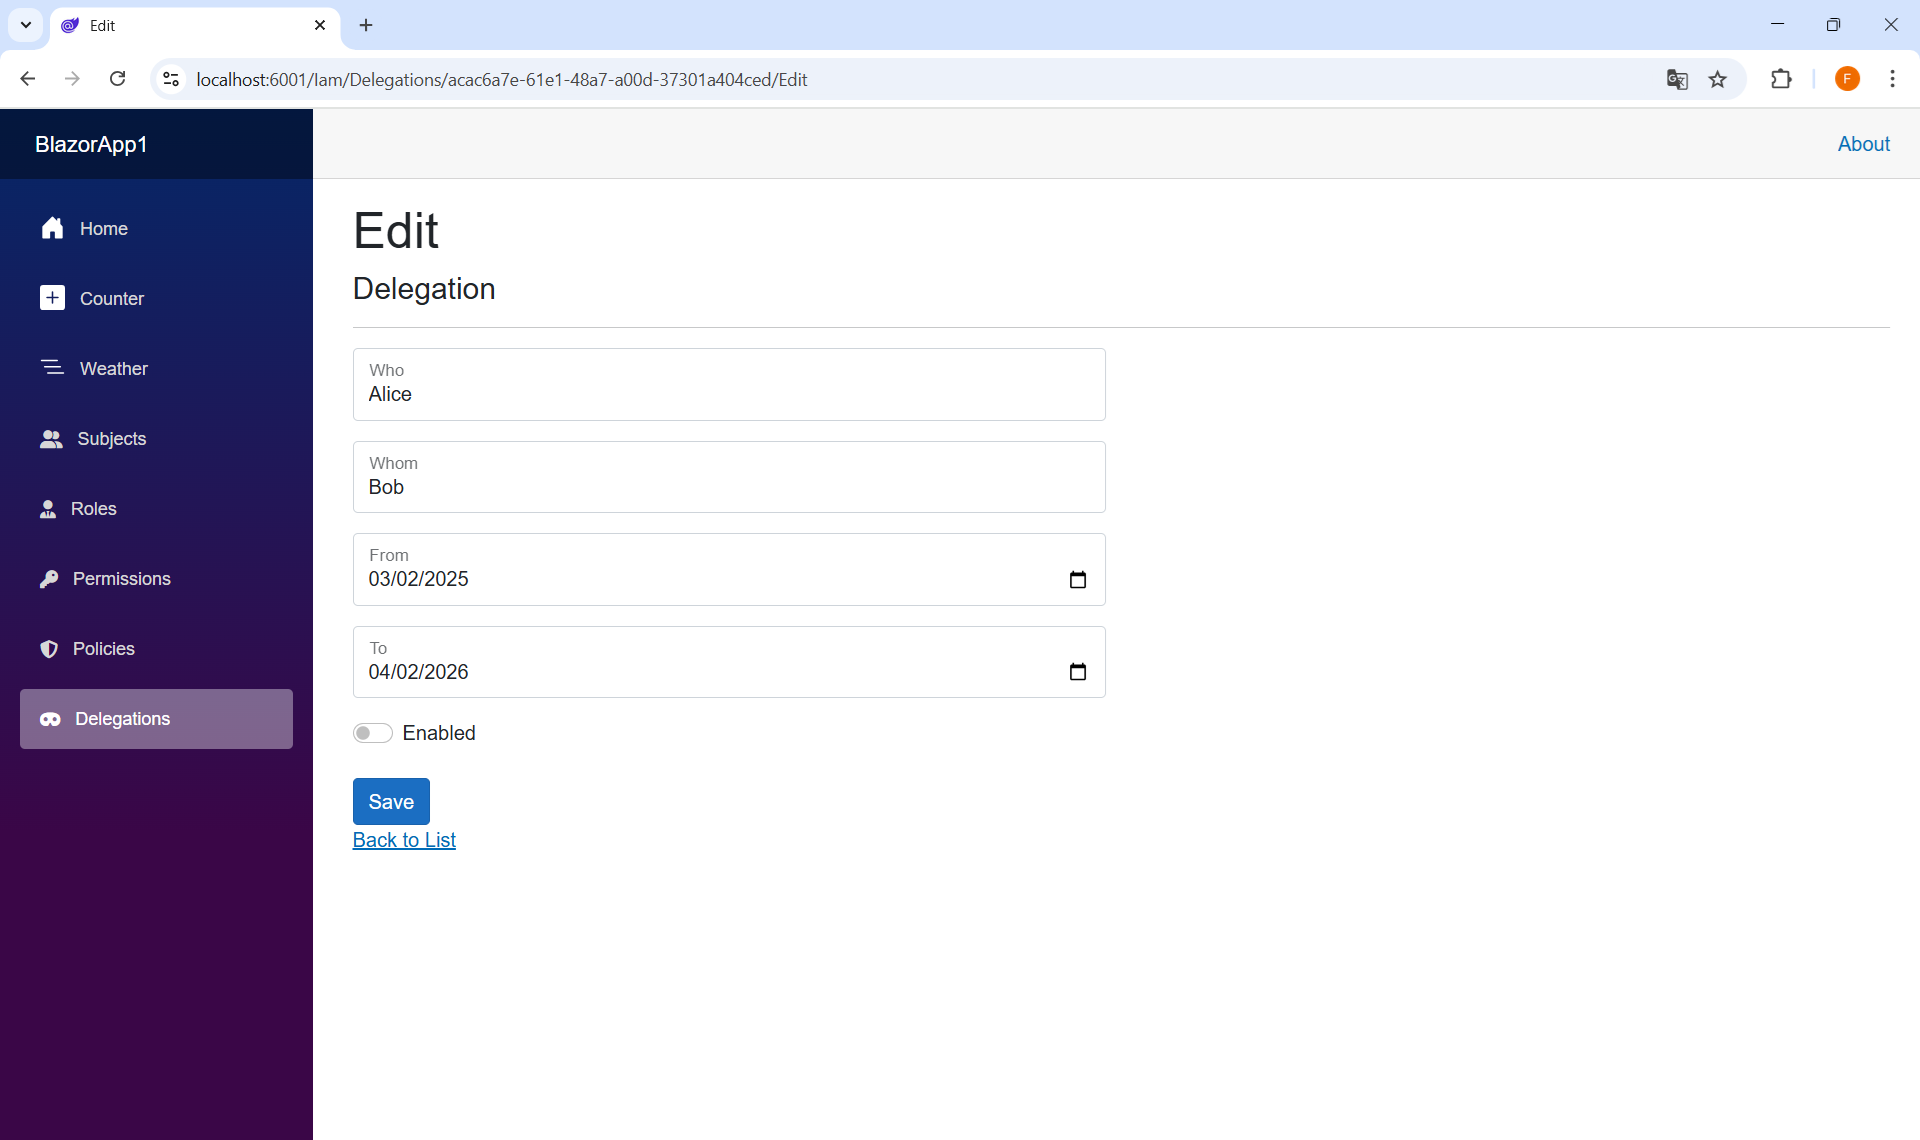 Edit
localhost:6001/Iam/Delegations/acac6a7e-61e1-48a7-a00d-37301a404ced/Edit
F
BlazorApp1
About
Home
Counter
Weather
Subjects
Roles
Permissions
Policies
Delegations
Edit
Delegation
Who
Alice
Whom
Bob
From
03/02/2025
To
04/02/2026
Enabled
Save
Back to List